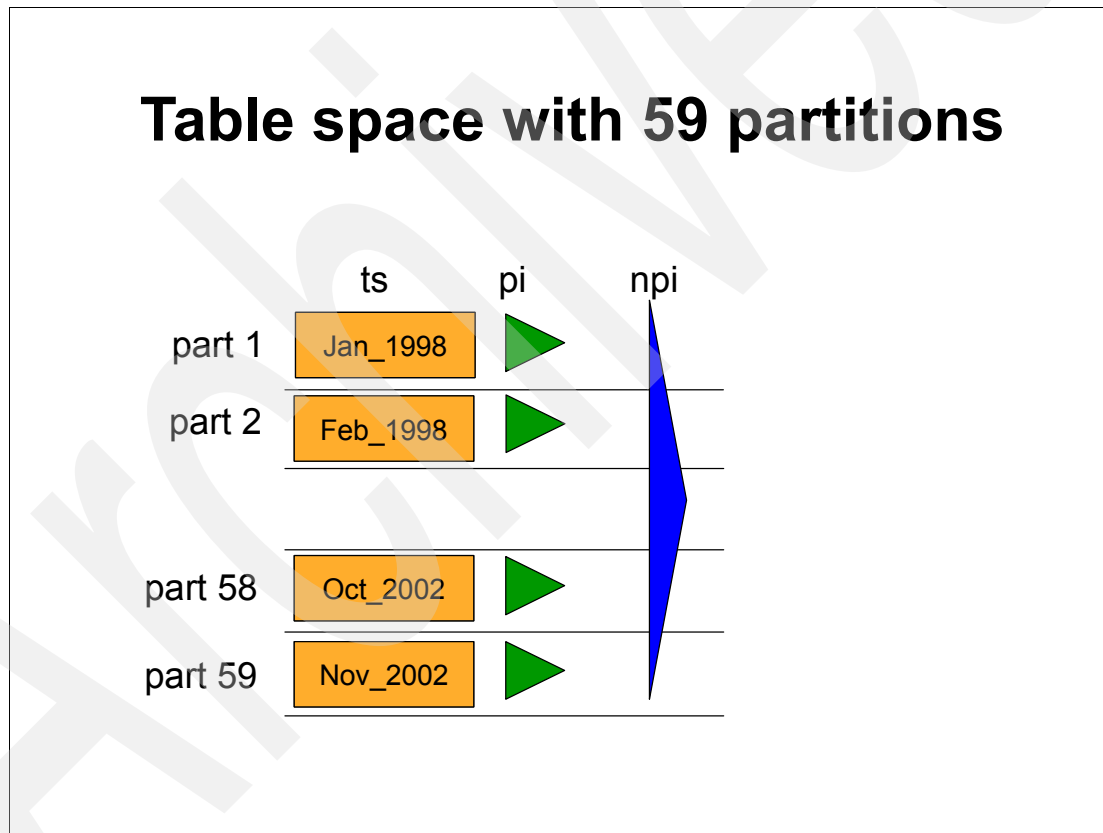 Table space with 59 partitions
ts pi npi
part 1 Jan_1998
part 2 Feb_1998
part 58 Oct_2002
part 59 Nov_2002
Archived